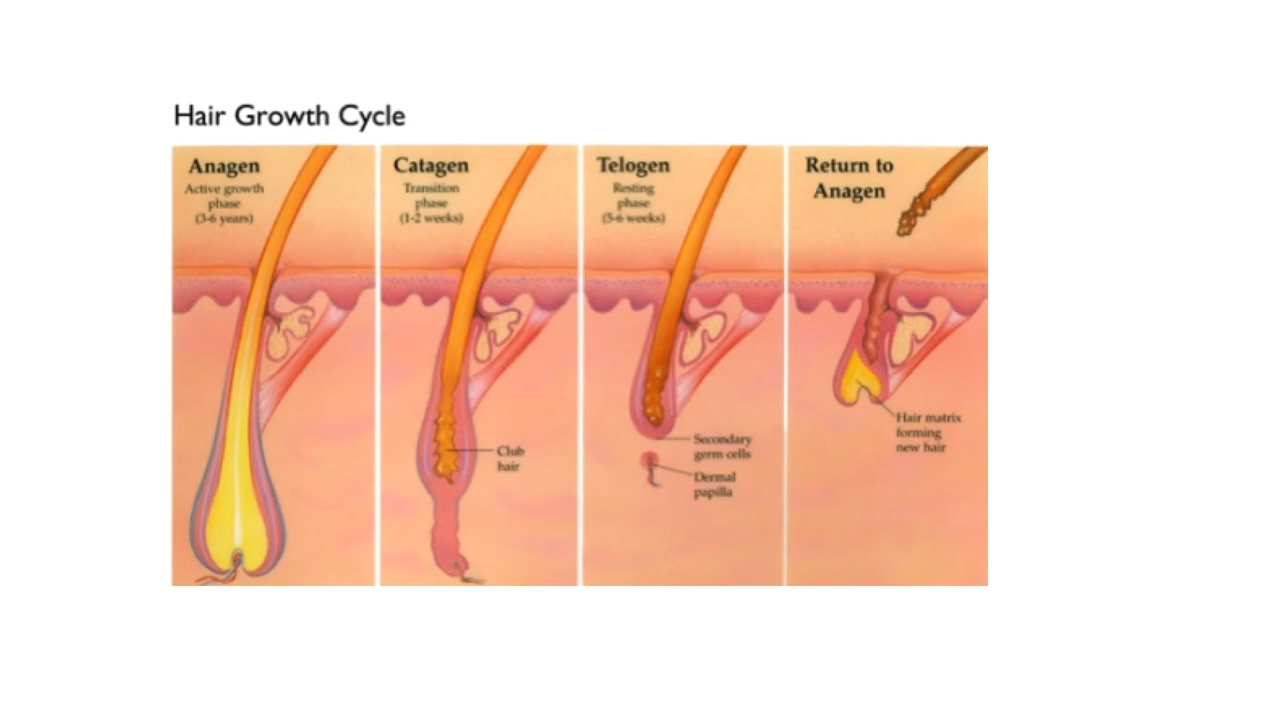 Hair Growth Cycle
Anagen
Active growth
phase
(3-6 years)
Catagen
Transition
phase
(1-2 weeks)
Club
hair
Telogen
Resting
phase
(5-6 weeks)
Secondary
germ cells
Dermal
papilla
Return to
Anagen
Hair matrix
forming
new hair